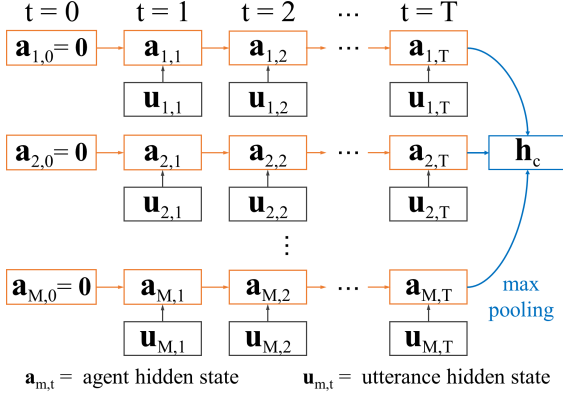 t = 0 t = 1 t = 2 ... t = T
a1,0= 0 a1,1 a1,2 ... a1,T
u1,1 u1,2 u1,T
a2,0= 0 a2,1 a2,2 ... a2,T hc
u2,1 u2,2 u2,T
⋮
aM,0= 0 aM,1 aM,2 ... aM,T max
pooling
uM,1 uM,2 uM,T
am,t = agent hidden state um,t = utterance hidden state